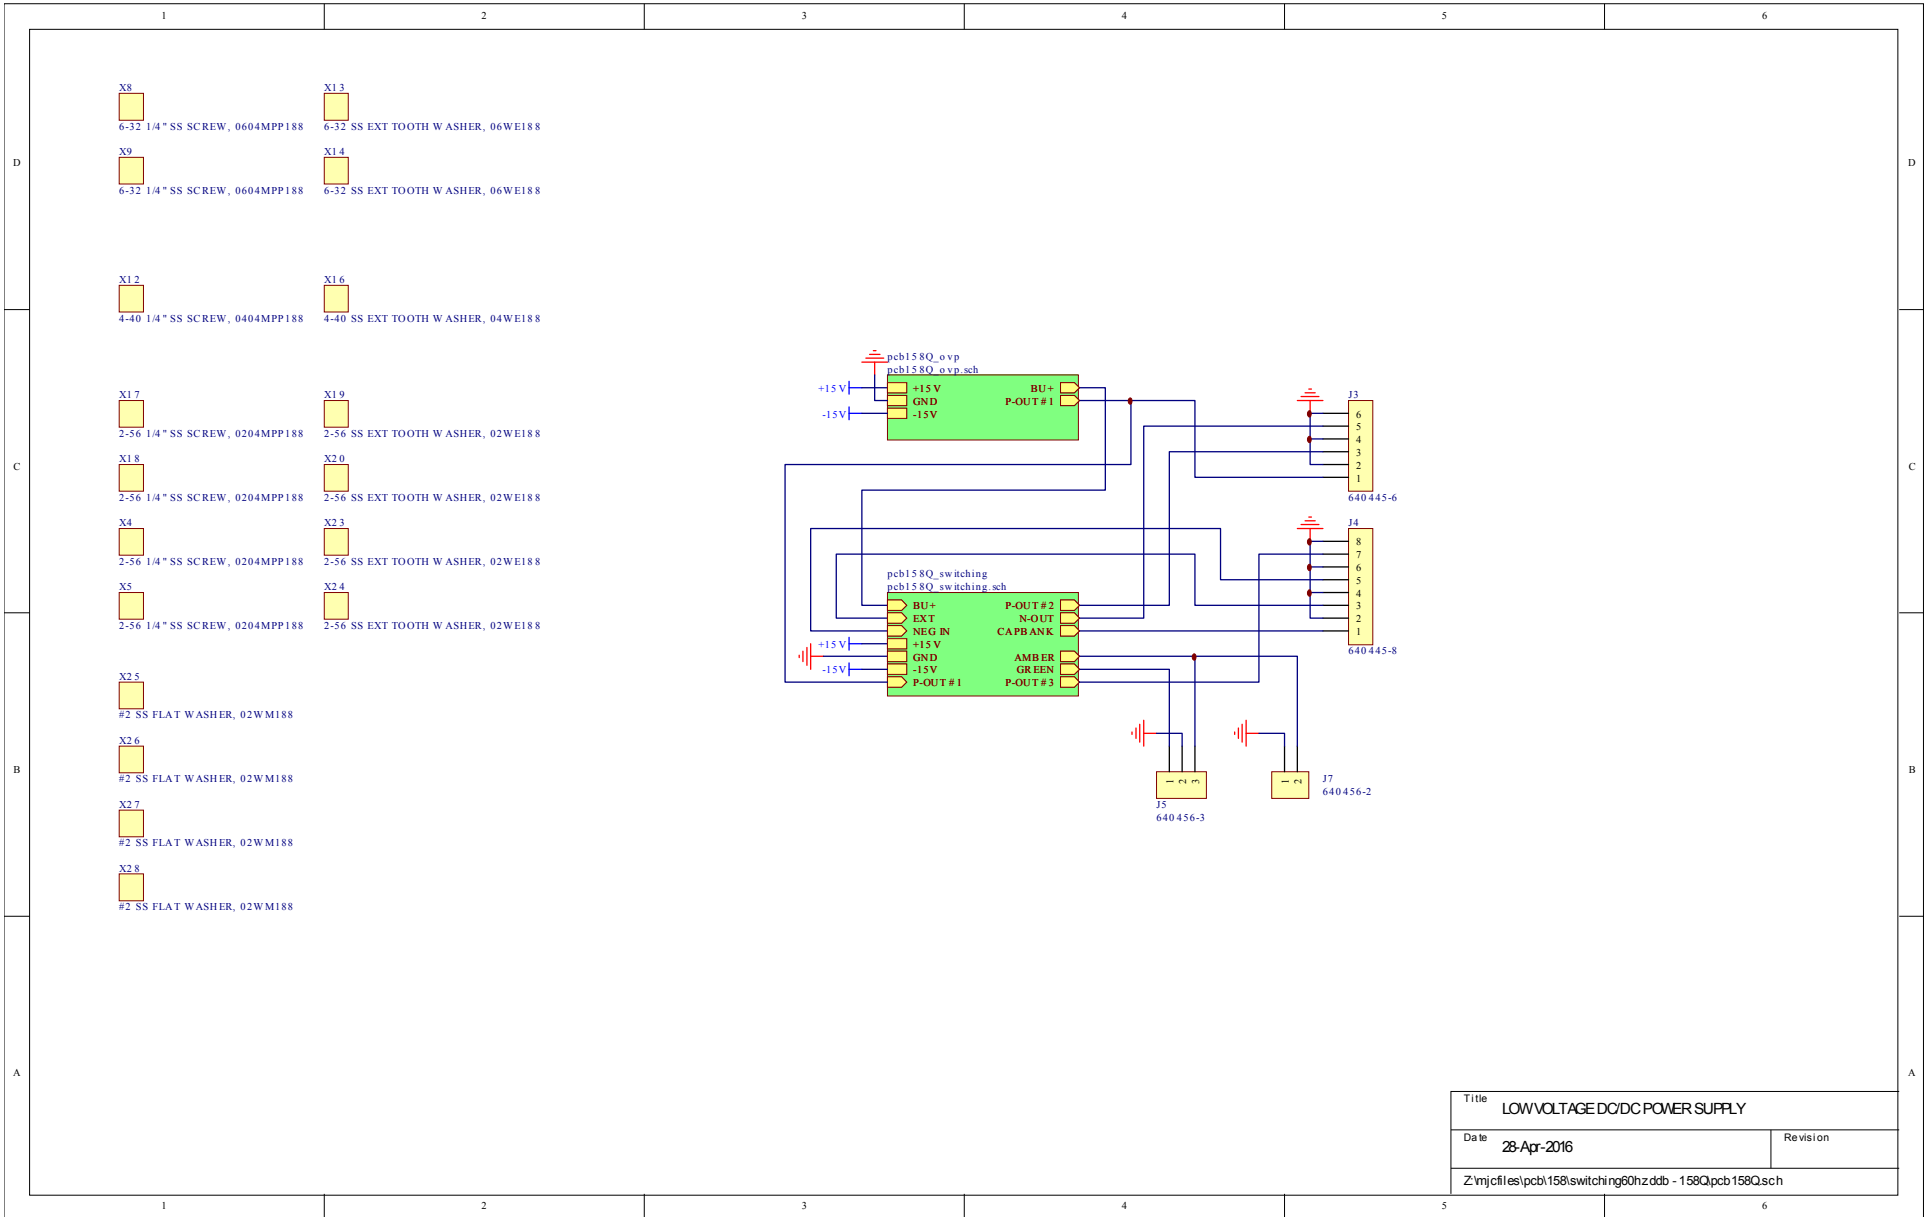 1 2 3 4 5 6
X8
6-32 1/4" SS SCREW, 0604MPP188
X13
6-32 SS EXT TOOTH WASHER, 06WE188
D
X9
6-32 1/4" SS SCREW, 0604MPP188
X14
6-32 SS EXT TOOTH WASHER, 06WE188
D
X12
4-40 1/4" SS SCREW, 0404MPP188
X16
4-40 SS EXT TOOTH WASHER, 04WE188
X17
2-56 1/4" SS SCREW, 0204MPP188
X19
2-56 SS EXT TOOTH WASHER, 02WE188
C
X18
2-56 1/4" SS SCREW, 0204MPP188
X20
2-56 SS EXT TOOTH WASHER, 02WE188
C
X4
2-56 1/4" SS SCREW, 0204MPP188
X23
2-56 SS EXT TOOTH WASHER, 02WE188
X5
2-56 1/4" SS SCREW, 0204MPP188
X24
2-56 SS EXT TOOTH WASHER, 02WE188
X25
#2 SS FLAT WASHER, 02WM188
X26
#2 SS FLAT WASHER, 02WM188
B
X27
#2 SS FLAT WASHER, 02WM188
X28
#2 SS FLAT WASHER, 02WM188
pcb158Q_ovp
pcb158Q_ovp.sch
+15V
-15V
+15V
GND
-15V
BU+
P-OUT#1
J3
6
5
4
3
2
1
640445-6
J4
8
7
6
5
4
3
2
1
640445-8
pcb158Q_switching
pcb158Q_switching.sch
+15V
-15V
BU+
EXT
NEG IN
+15V
GND
-15V
P-OUT#1
P-OUT#2
N-OUT
CAPBANK
AMBER
GREEN
P-OUT#3
1 2 3
J5
640456-3
1 2
J7
640456-2
B
A
A
Title LOW VOLTAGE DC/DC POWER SUPPLY
Date 28-Apr-2016 Revision
Z:\mjcfiles\pcb\158\switching60hz.ddb - 158Q\pcb158Q.sch
1 2 3 4 5 6